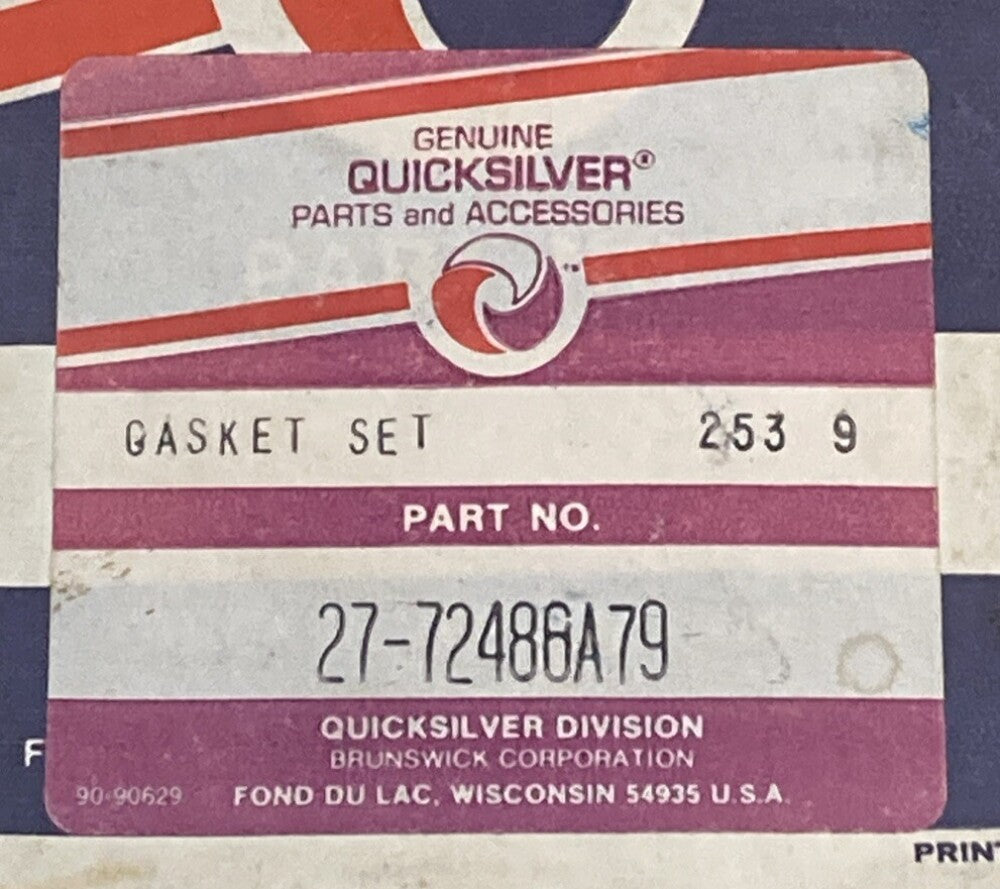 GENUINE
QUICKSILVER®
PARTS and ACCESSORIES
™
GASKET SET 253 9
PART NO.
27-72486A79
QUICKSILVER DIVISION
BRUNSWICK CORPORATION
90-90629 FOND DU LAC, WISCONSIN 54935 U.S.A.